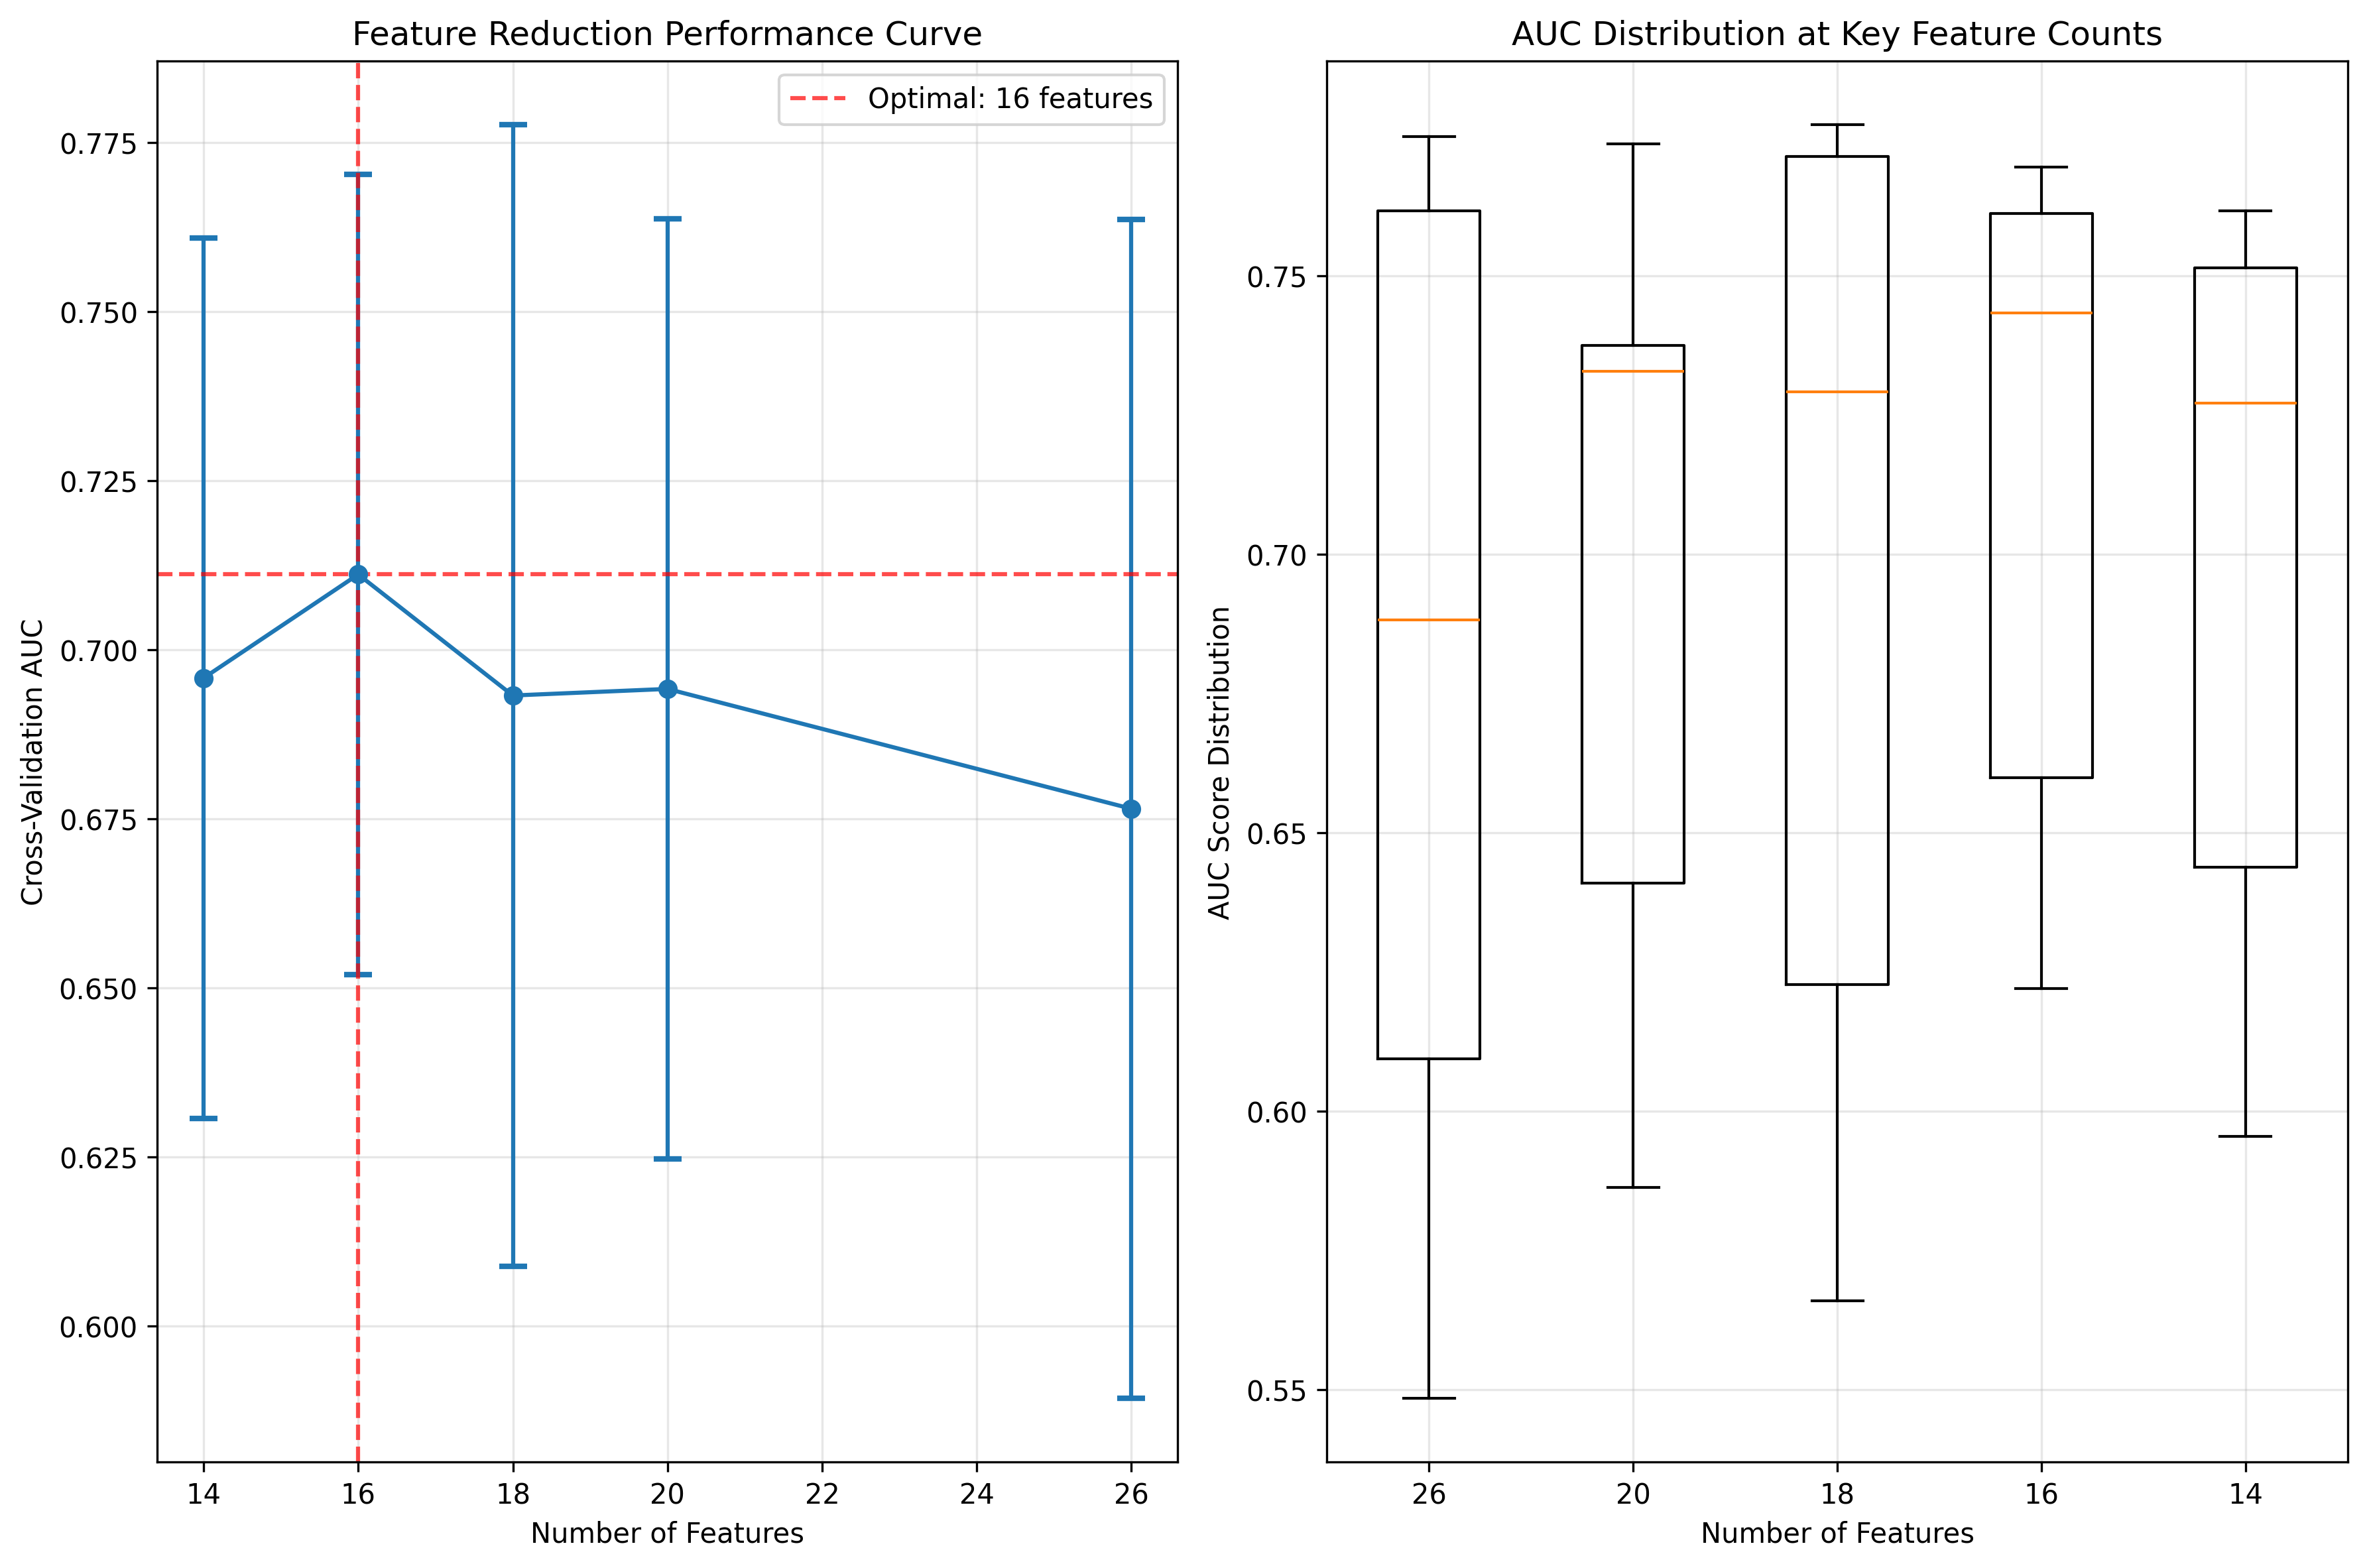 Feature Reduction Performance Curve
Optimal: 16 features
0.775
0.750
0.725
0.700
0.675
0.650
0.625
0.600
Cross-Validation AUC
14 16 18 20 22 24 26
Number of Features
AUC Distribution at Key Feature Counts
0.75
0.70
0.65
0.60
0.55
AUC Score Distribution
26 20 18 16 14
Number of Features